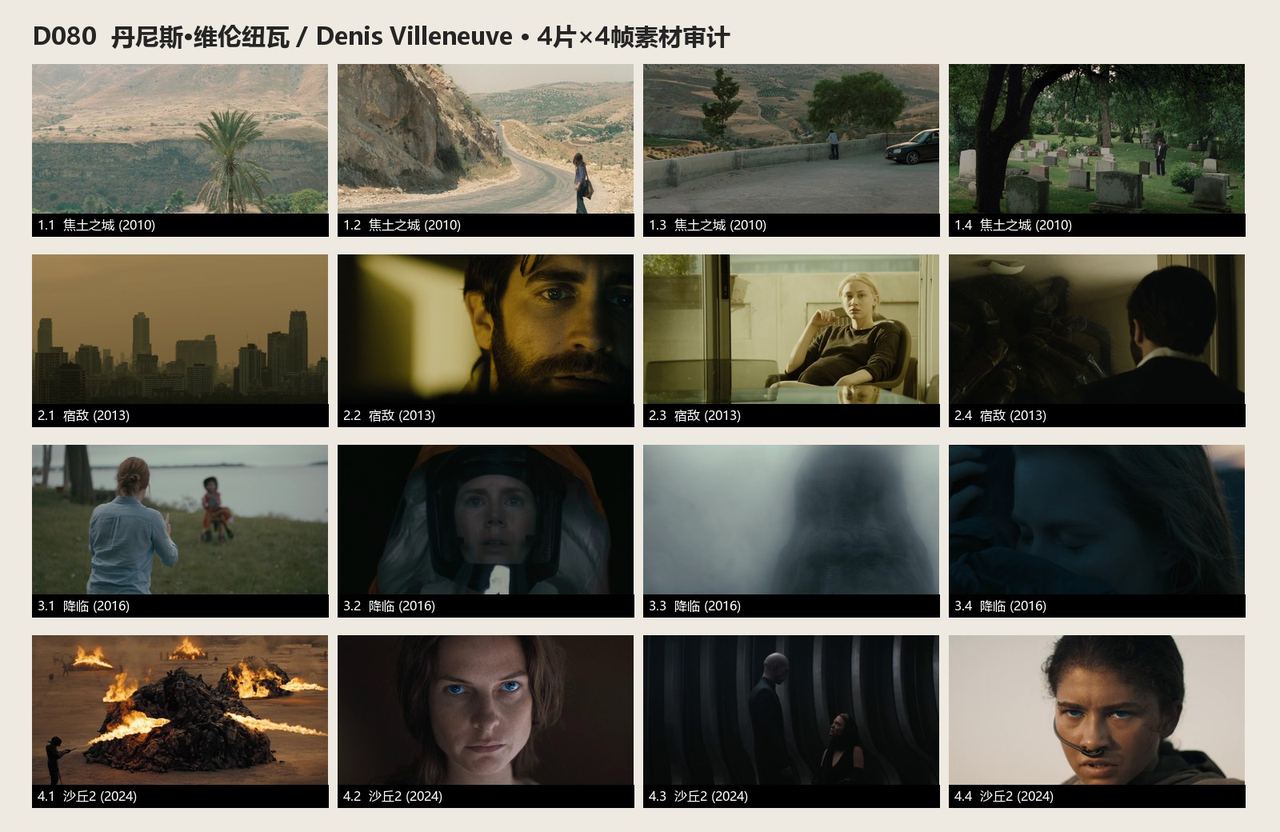 D080 丹尼斯•维伦纽瓦 / Denis Villeneuve • 4片×4帧素材审计
1.1 焦土之城 (2010)
1.2 焦土之城 (2010)
1.3 焦土之城 (2010)
1.4 焦土之城 (2010)
2.1 宿敌 (2013)
2.2 宿敌 (2013)
2.3 宿敌 (2013)
2.4 宿敌 (2013)
3.1 降临 (2016)
3.2 降临 (2016)
3.3 降临 (2016)
3.4 降临 (2016)
4.1 沙丘2 (2024)
4.2 沙丘2 (2024)
4.3 沙丘2 (2024)
4.4 沙丘2 (2024)